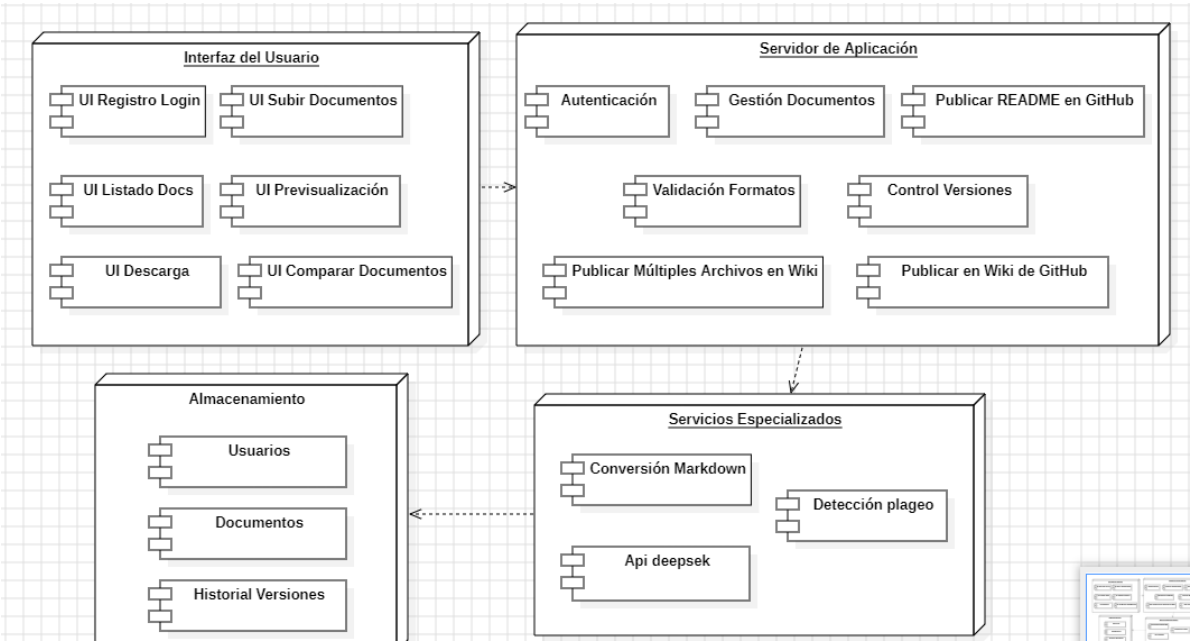 Interfaz del Usuario
UI Registro Login
UI Subir Documentos
UI Listado Docs
UI Previsualización
UI Descarga
UI Comparar Documentos
Servidor de Aplicación
Autenticación
Gestión Documentos
Publicar README en GitHub
Validación Formatos
Control Versiones
Publicar Múltiples Archivos en Wiki
Publicar en Wiki de GitHub
Almacenamiento
Usuarios
Documentos
Historial Versiones
Servicios Especializados
Conversión Markdown
Detección plageo
Api deepsek